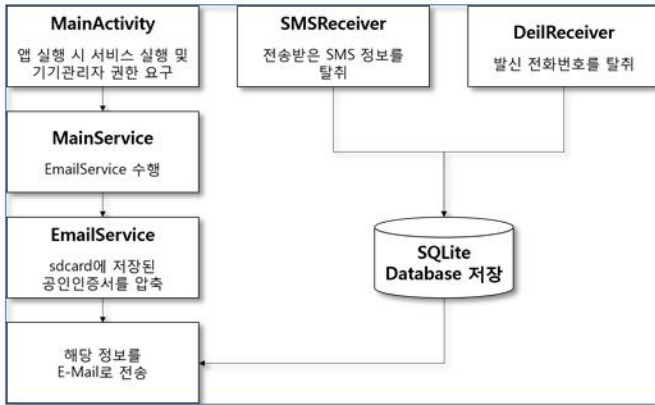 MainActivity
앱 실행 시 서비스 실행 및
기기관리자 권한 요구
SMSReceiver
전송받은 SMS 정보를
탈취
DeilReceiver
발신 전화번호를 탈취
MainService
EmailService 수행
EmailService
sdcard에 저장된
공인인증서를 압축
SQLite
Database 저장
해당 정보를
E-Mail로 전송